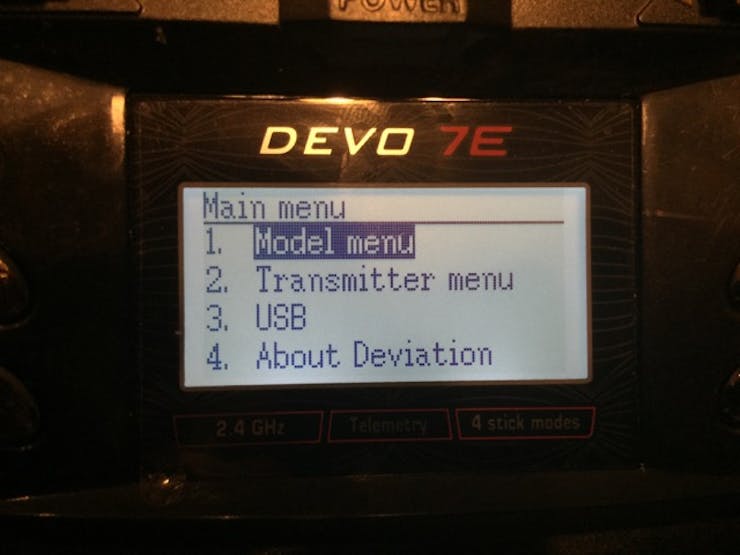 POWER
DEVO 7E
Main menu
1. Model menu
2. Transmitter menu
3. USB
4. About Deviation
2.4 GHz Telemetry 4 stick modes